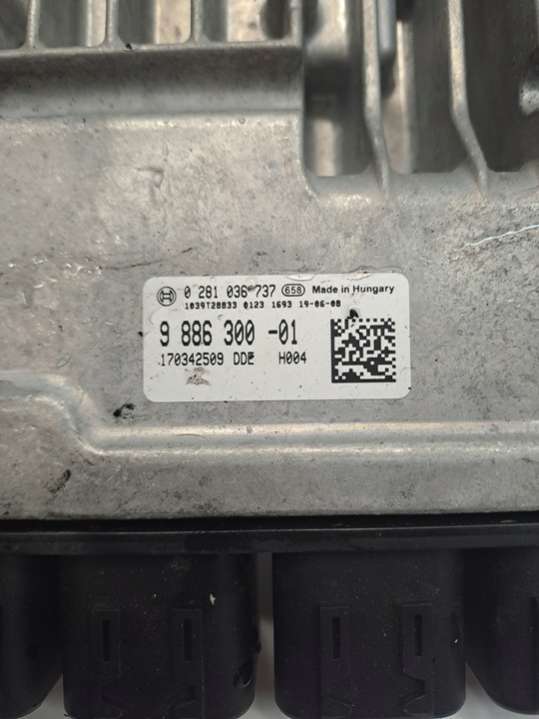 0 281 036 737 658 Made in Hungary
1039T28833 0123 1693 19-06-08
9 886 300 -01
170342509 DDE H004